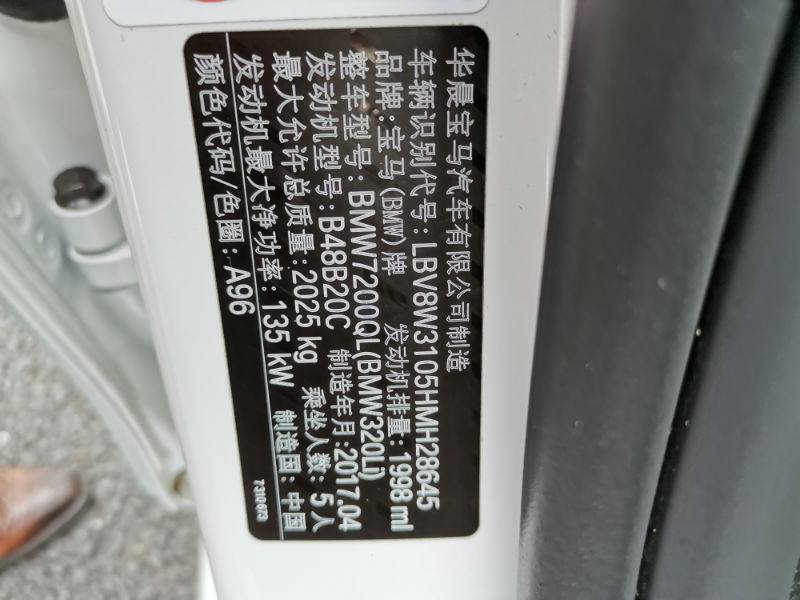 华晨宝马汽车有限公司制造
车辆识别代号:LBV8W3105HMH28645
品牌:宝马(BMW)牌 发动机排量:1998 ml
整车型号:BMW7200QL(BMW320Li)
发动机型号:B48B20C 制造年月:2017.04
最大允许总质量:2025 kg 乘坐人数:5人
发动机最大净功率:135 kW 制造国:中国
颜色代码/色圈:A96
7310673